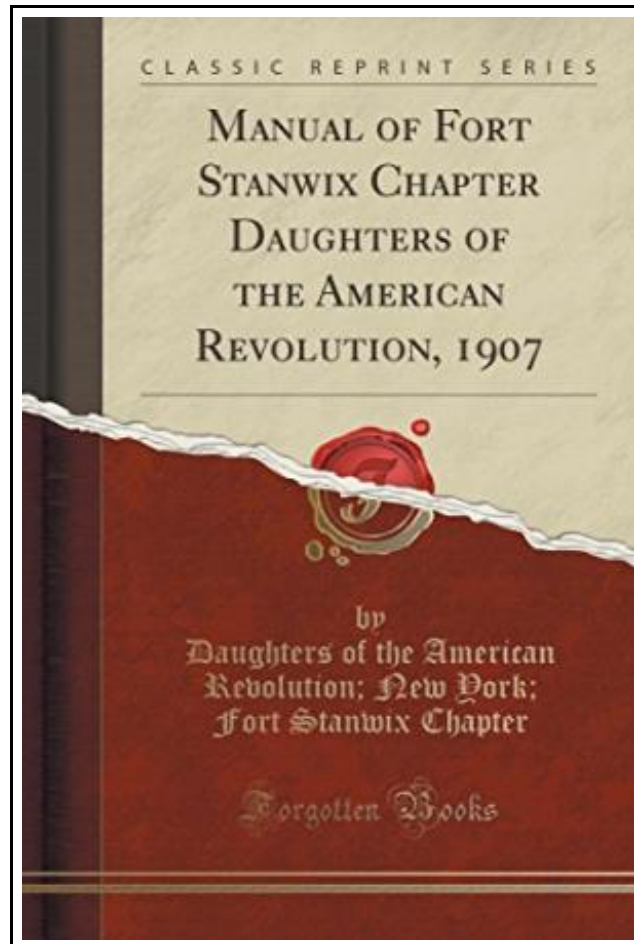 CLASSIC REPRINT SERIES
MANUAL OF FORT
STANWIX CHAPTER
DAUGHTERS OF
THE AMERICAN
REVOLUTION, 1907
by
Daughters of the American
Revolution; New York;
Fort Stanwix Chapter
Forgotten Books